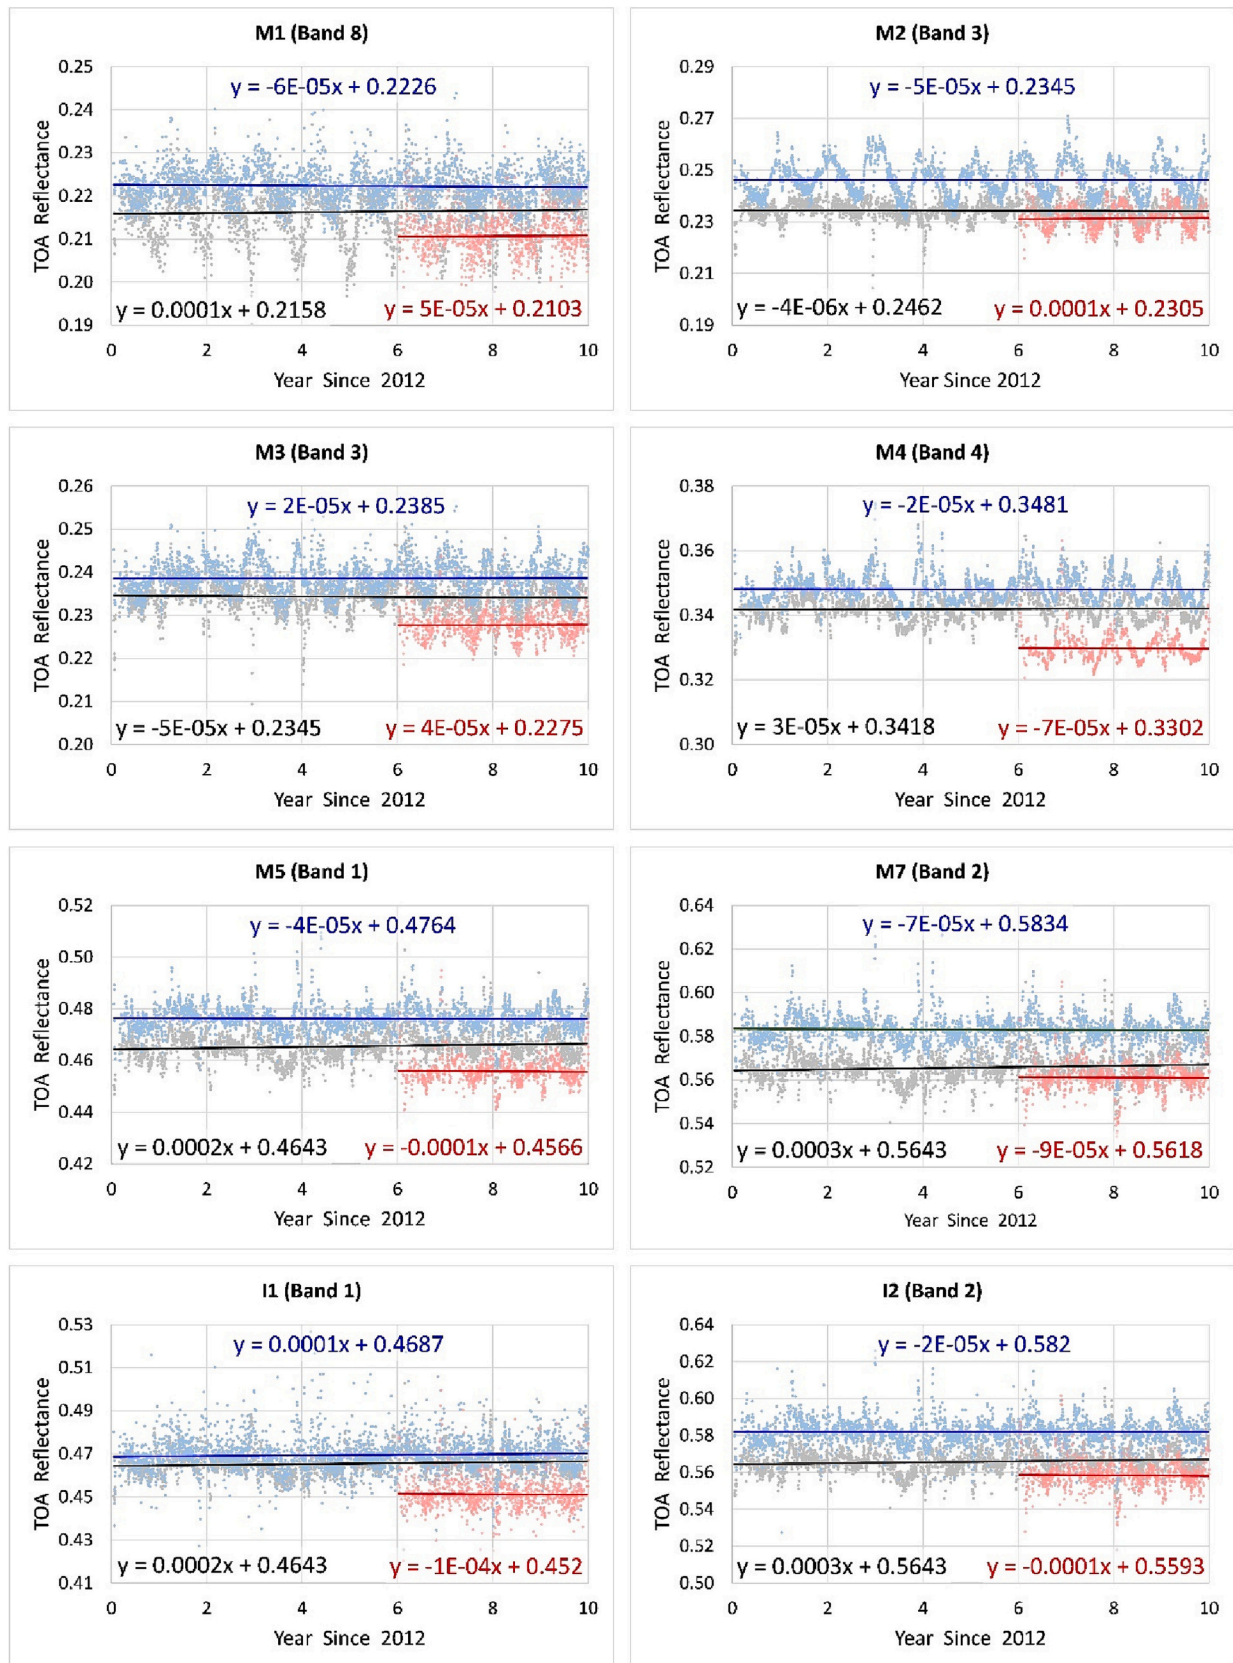 M1 (Band 8)
y = -6E-05x + 0.2226
0.25
0.24
0.23
0.22
0.21
0.20
0.19
TOA Reflectance
y = 0.0001x + 0.2158
y = 5E-05x + 0.2103
0 2 4 6 8 10
Year Since 2012
M2 (Band 3)
y = -5E-05x + 0.2345
0.29
0.27
0.25
0.23
0.21
0.19
TOA Reflectance
y = -4E-06x + 0.2462
y = 0.0001x + 0.2305
0 2 4 6 8 10
Year Since 2012
M3 (Band 3)
y = 2E-05x + 0.2385
0.26
0.25
0.24
0.23
0.22
0.21
0.20
TOA Reflectance
y = -5E-05x + 0.2345
y = 4E-05x + 0.2275
0 2 4 6 8 10
Year Since 2012
M4 (Band 4)
y = -2E-05x + 0.3481
0.38
0.36
0.34
0.32
0.30
TOA Reflectance
y = 3E-05x + 0.3418
y = -7E-05x + 0.3302
0 2 4 6 8 10
Year Since 2012
M5 (Band 1)
y = -4E-05x + 0.4764
0.52
0.50
0.48
0.46
0.44
0.42
TOA Reflectance
y = 0.0002x + 0.4643
y = -0.0001x + 0.4566
0 2 4 6 8 10
Year Since 2012
M7 (Band 2)
y = -7E-05x + 0.5834
0.64
0.62
0.60
0.58
0.56
0.54
0.52
TOA Reflectance
y = 0.0003x + 0.5643
y = -9E-05x + 0.5618
0 2 4 6 8 10
Year Since 2012
I1 (Band 1)
y = 0.0001x + 0.4687
0.53
0.51
0.49
0.47
0.45
0.43
0.41
TOA Reflectance
y = 0.0002x + 0.4643
y = -1E-04x + 0.452
0 2 4 6 8 10
Year Since 2012
I2 (Band 2)
y = -2E-05x + 0.582
0.64
0.62
0.60
0.58
0.56
0.54
0.52
0.50
TOA Reflectance
y = 0.0003x + 0.5643
y = -0.0001x + 0.5593
0 2 4 6 8 10
Year Since 2012